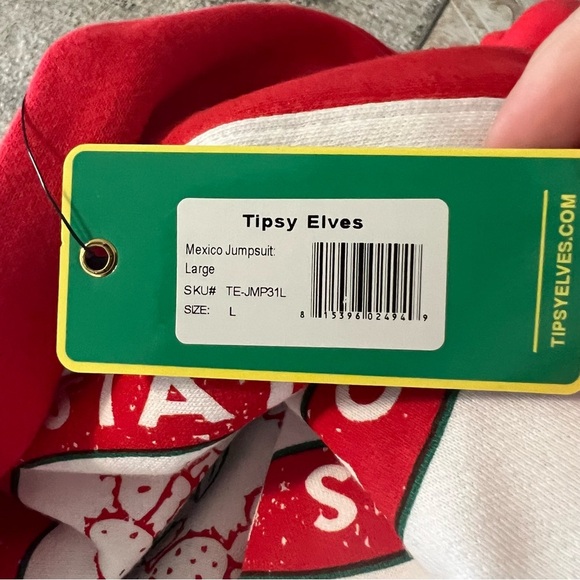 Tipsy Elves
Mexico Jumpsuit:
Large
SKU# TE-JMP31L
SIZE: L
8 15396 02494 9
TIPSYELVES.COM
S